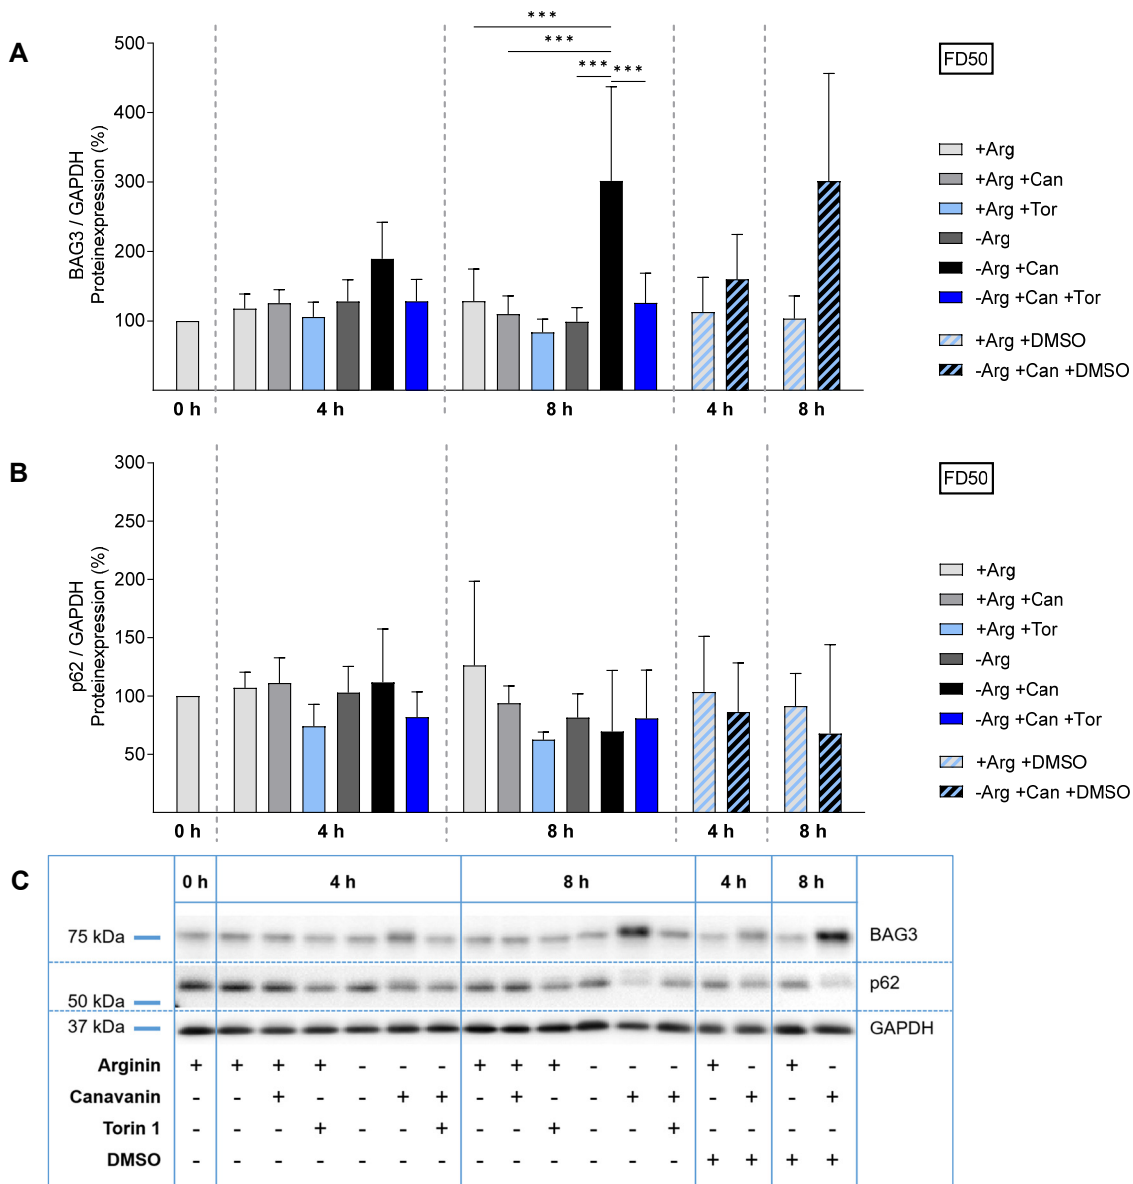 A
BAG3 / GAPDH
Proteinexpression (%)
500
400
300
200
100
***
***
***
***
0 h
4 h
8 h
4 h
8 h
FD50
+Arg
+Arg +Can
+Arg +Tor
-Arg
-Arg +Can
-Arg +Can +Tor
+Arg +DMSO
-Arg +Can +DMSO
B
p62 / GAPDH
Proteinexpression (%)
300
250
200
150
100
50
0 h
4 h
8 h
4 h
8 h
FD50
+Arg
+Arg +Can
+Arg +Tor
-Arg
-Arg +Can
-Arg +Can +Tor
+Arg +DMSO
-Arg +Can +DMSO
C
0 h 4 h 8 h 4 h 8 h
75 kDa BAG3
p62
50 kDa
37 kDa GAPDH
Arginin + + + + - - - + + + - - - + - + -
Canavanin - - + - - + + - + - - + + - + - +
Torin 1 - - - + - - + - - + - - + - - - -
DMSO - - - - - - - - - - - - - + + + +